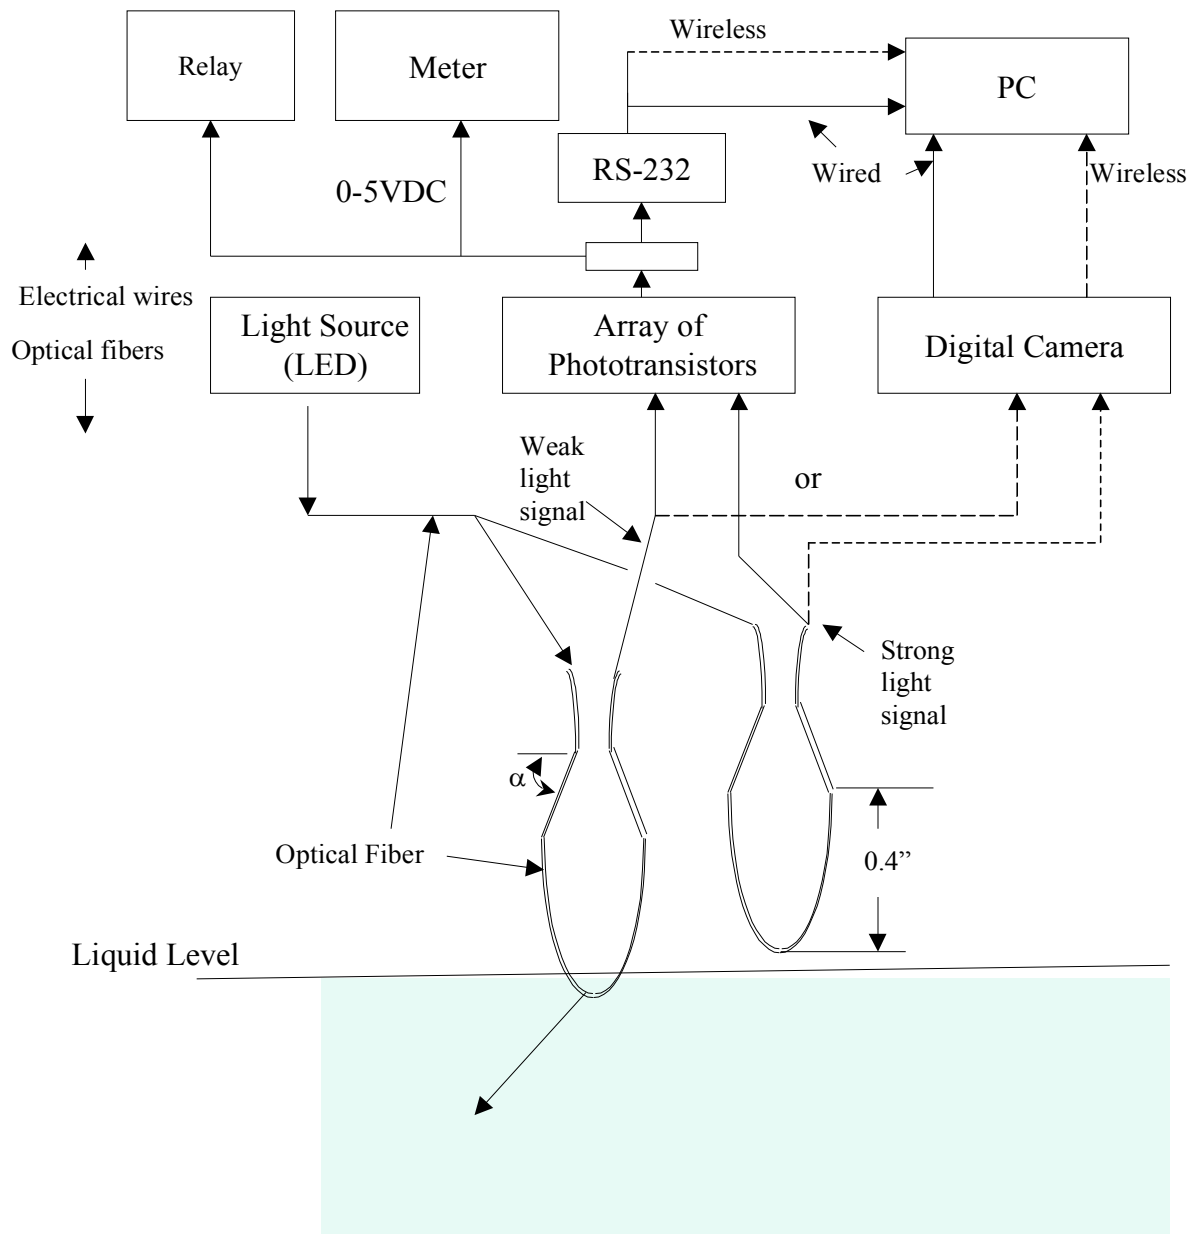 Wireless
Relay
Meter
PC
RS-232
Wired
Wireless
0-5VDC
Electrical wires
Optical fibers
Light Source
(LED)
Array of
Phototransistors
Digital Camera
Weak
light
signal
or
Strong
light
signal
α
Optical Fiber
0.4”
Liquid Level